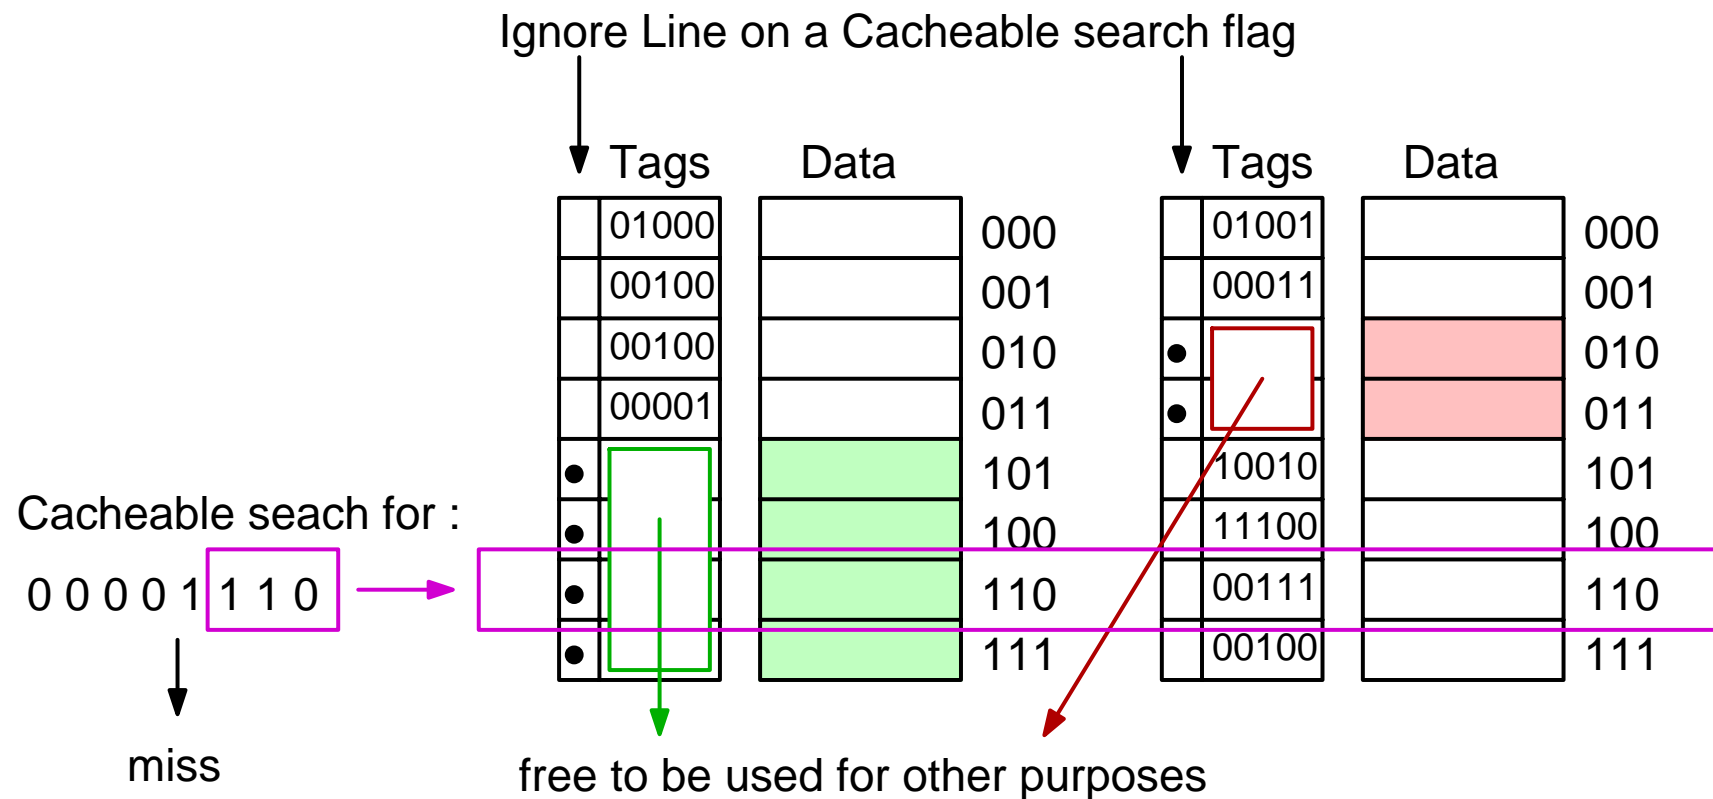 Ignore Line on a Cacheable search flag
Tags Data Tags Data
01000 000 01001 000
00100 001 00011 001
00100 010 010
00001 011 011
101 10010 101
Cacheable seach for :
100 11100 100
0 0 0 0 1 1 1 0 110 00111 110
111 00100 111
miss
free to be used for other purposes